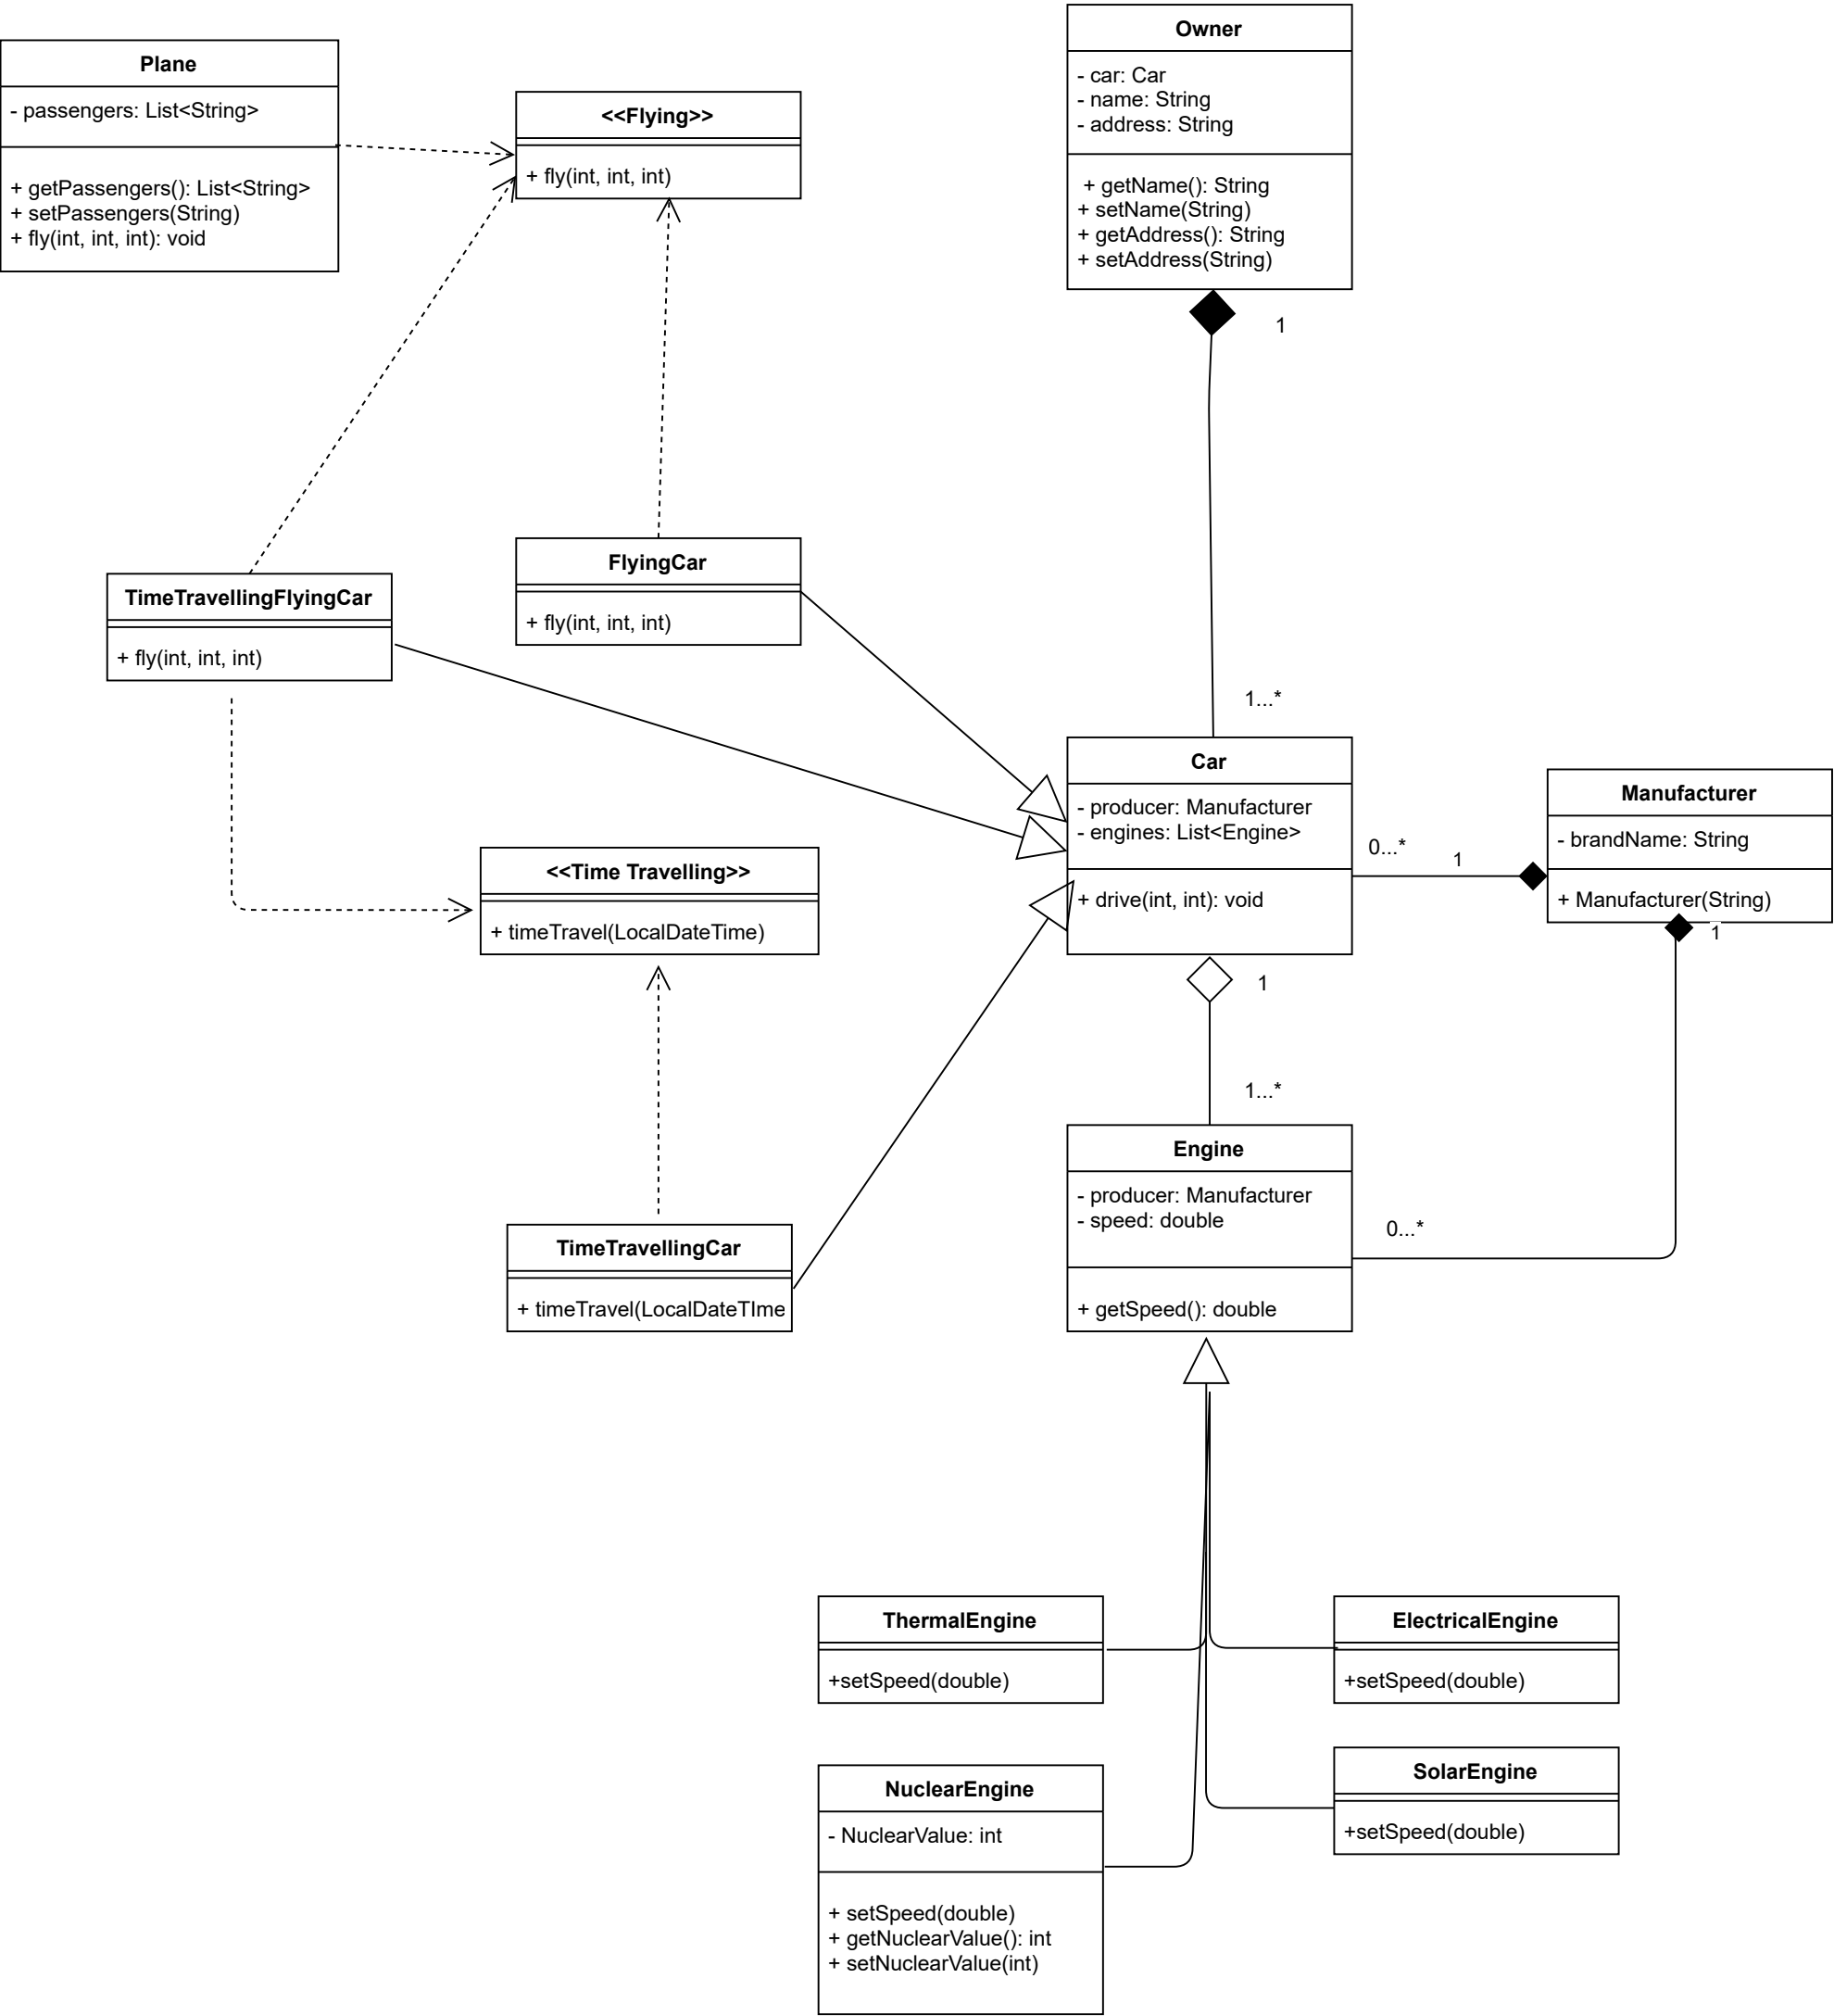 Plane
- passengers: List<String>
+ getPassengers(): List<String>
+ setPassengers(String)
+ fly(int, int, int): void
<<Flying>>
+ fly(int, int, int)
Owner
- car: Car
- name: String
- address: String
+ getName(): String
+ setName(String)
+ getAddress(): String
+ setAddress(String)
1
1...*
TimeTravellingFlyingCar
+ fly(int, int, int)
FlyingCar
+ fly(int, int, int)
Car
- producer: Manufacturer
- engines: List<Engine>
+ drive(int, int): void
0...*
1
Manufacturer
- brandName: String
+ Manufacturer(String)
1
<<Time Travelling>>
+ timeTravel(LocalDateTime)
1
1...*
TimeTravellingCar
+ timeTravel(LocalDateTIme
Engine
- producer: Manufacturer
- speed: double
+ getSpeed(): double
0...*
ThermalEngine
+setSpeed(double)
ElectricalEngine
+setSpeed(double)
NuclearEngine
- NuclearValue: int
+ setSpeed(double)
+ getNuclearValue(): int
+ setNuclearValue(int)
SolarEngine
+setSpeed(double)